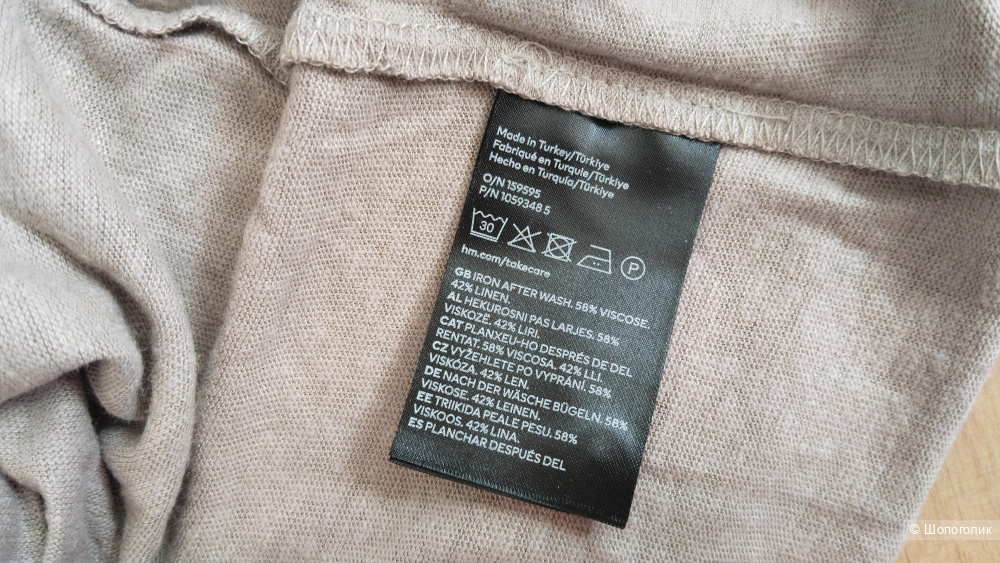 Made in Turkey/Türkiye
Fabriqué en Turquie/Türkiye
Hecho en Turquía/Türkiye
O/N 159595
P/N 1059348 5
30
P
hm.com/takecare
GB IRON AFTER WASH. 58% VISCOSE.
42% LINEN.
AL HEKUROSNI PAS LARJES. 58%
VISKOZË. 42% LIRI.
CAT PLANXEU-HO DESPRÉS DE DEL
RENTAT. 58% VISCOSA. 42% LLI.
CZ VYŽEHLETE PO VYPRÁNÍ. 58%
VISKÓZA. 42% LEN.
DE NACH DER WÄSCHE BÜGELN. 58%
VISKOSE. 42% LEINEN.
EE TRIIKIDA PEALE PESU. 58%
VISKOOS. 42% LINA.
ES PLANCHAR DESPUÉS DEL
© Шопоголик